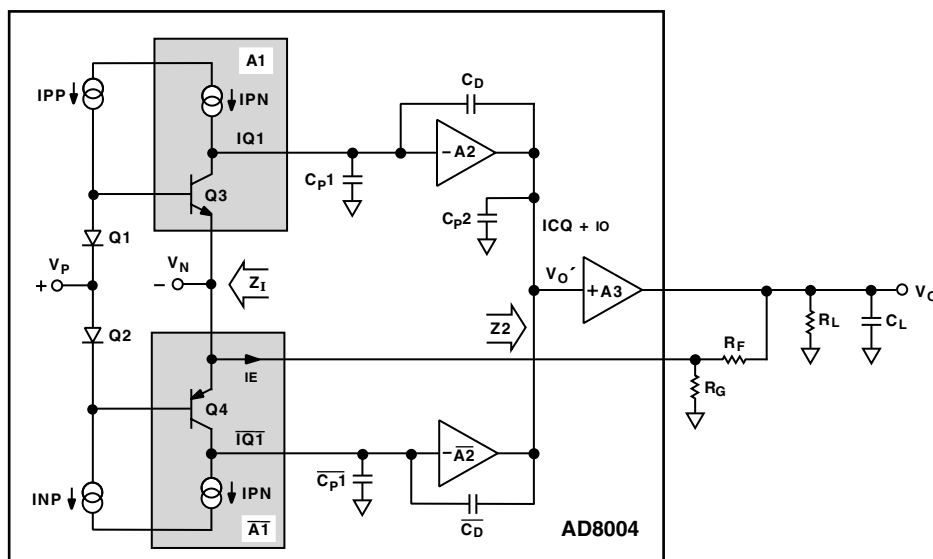 A1
IPP
IPN
IQ1
Q3
CP1
CD
–A2
CP2
ICQ + IO
Q1
VP
+
VN
–
ZI
Q2
Z2
VO´
+A3
VO
RL
CL
RF
RG
IE
Q4
IQ1
CP1
–A2
CD
INP
IPN
A1
AD8004